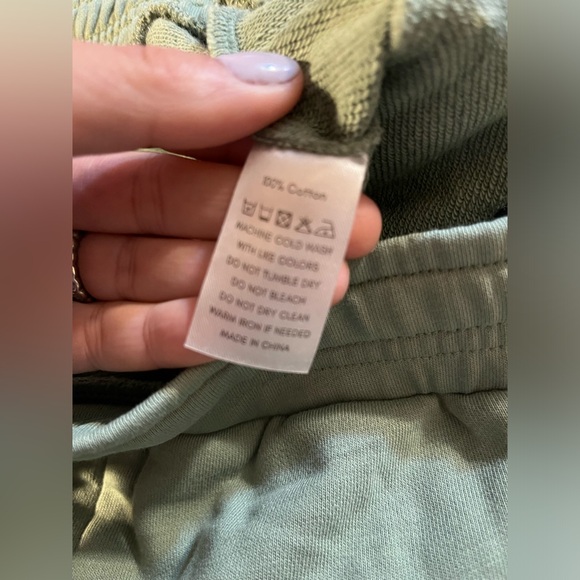 100% Cotton
MACHINE COLD WASH
WITH LIKE COLORS
DO NOT TUMBLE DRY
DO NOT BLEACH
DO NOT DRY CLEAN
WARM IRON IF NEEDED
MADE IN CHINA